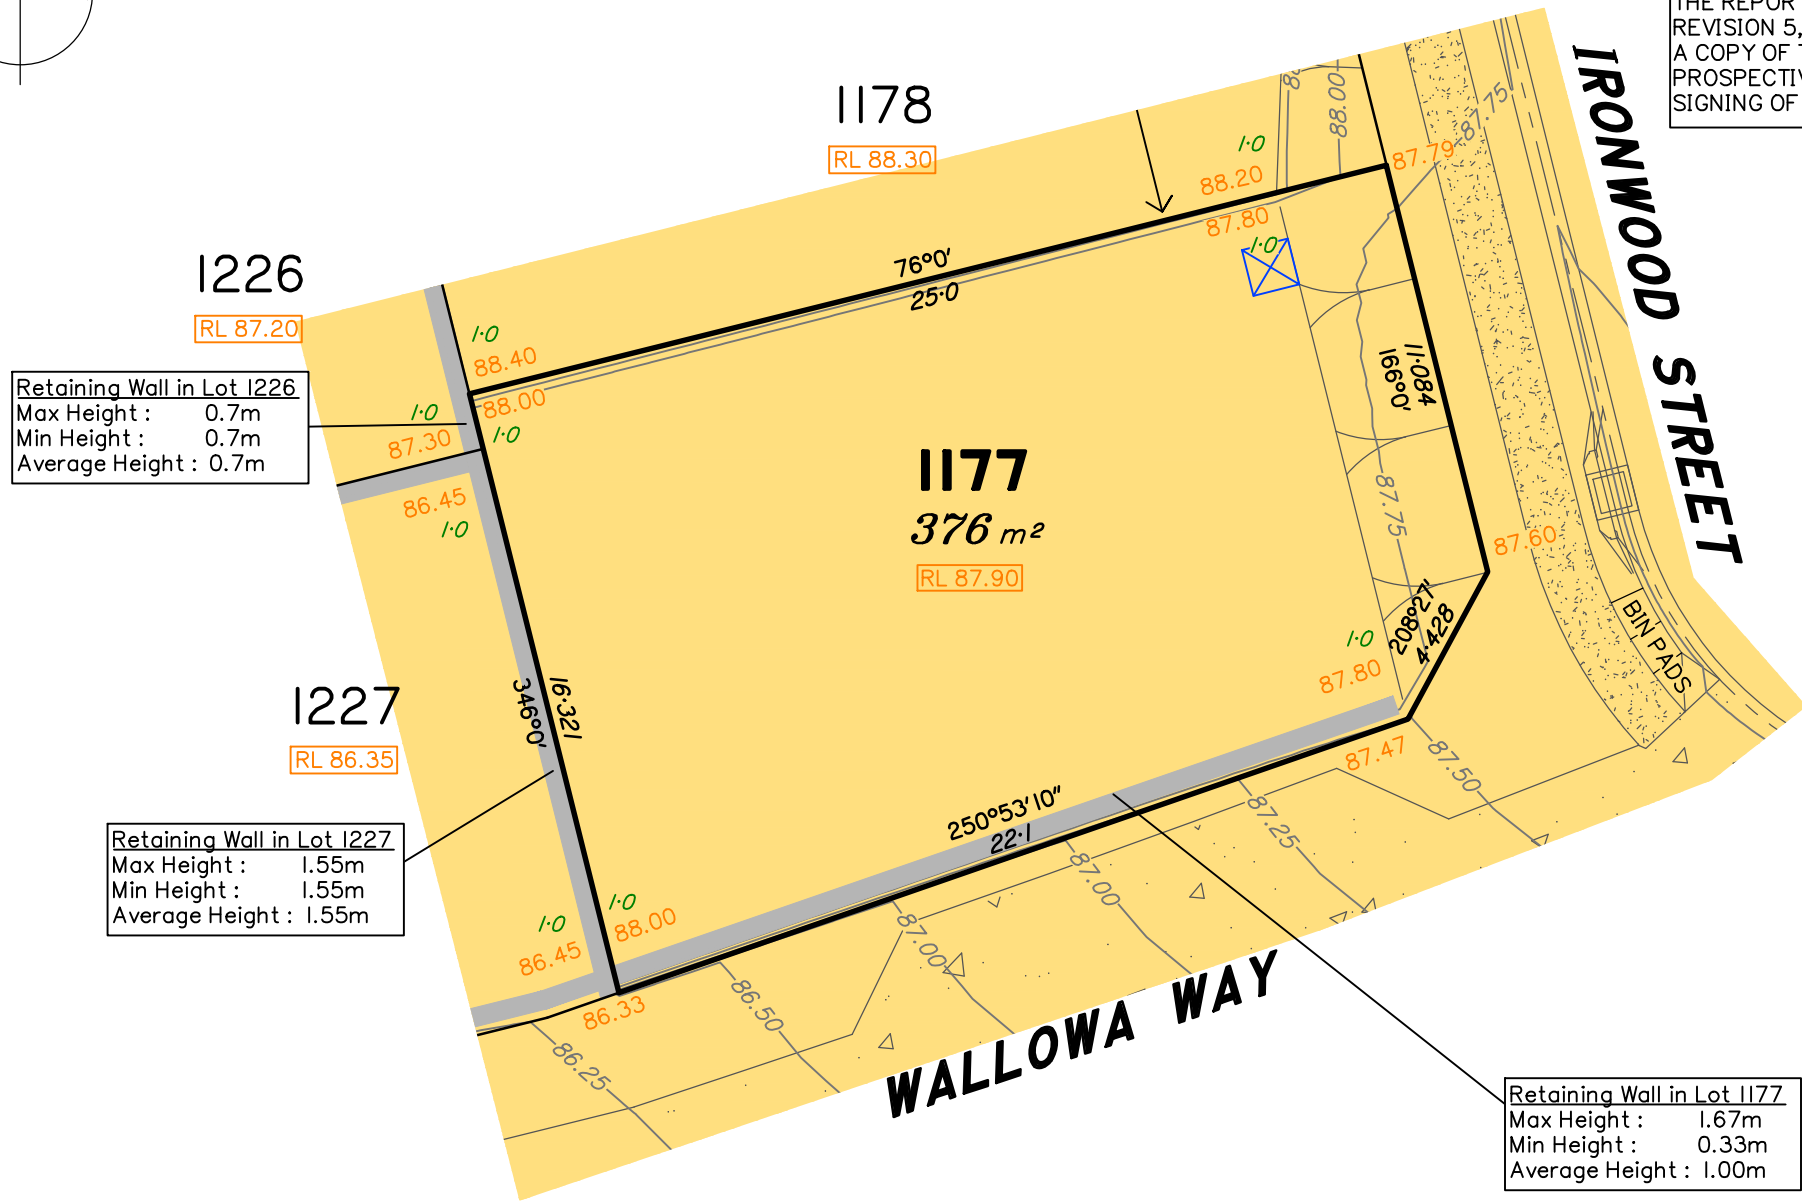 THE REPOR
REVISION 5,
A COPY OF
PROSPECTIV
SIGNING OF
IRONWOOD STREET
1178
RL 88.30
1.0
88.20
87.80
1.0
87.79
88.00
87.75
1226
RL 87.20
76°0'
25.0
1.0
88.40
88.00
1.0
Retaining Wall in Lot 1226
Max Height : 0.7m
Min Height : 0.7m
Average Height : 0.7m
1.0
87.30
86.45
1.0
11.084
166°0'
1177
376 m²
RL 87.90
87.75
87.60
208°27'
4.428
BIN PADS
1.0
87.80
87.47
87.50
1227
RL 86.35
16.321
346°0'
250°53'10"
22.1
87.25
87.00
87.00
Retaining Wall in Lot 1227
Max Height : 1.55m
Min Height : 1.55m
Average Height : 1.55m
1.0
88.00
1.0
86.45
86.33
86.50
86.25
WALLOWA WAY
Retaining Wall in Lot 1177
Max Height : 1.67m
Min Height : 0.33m
Average Height : 1.00m